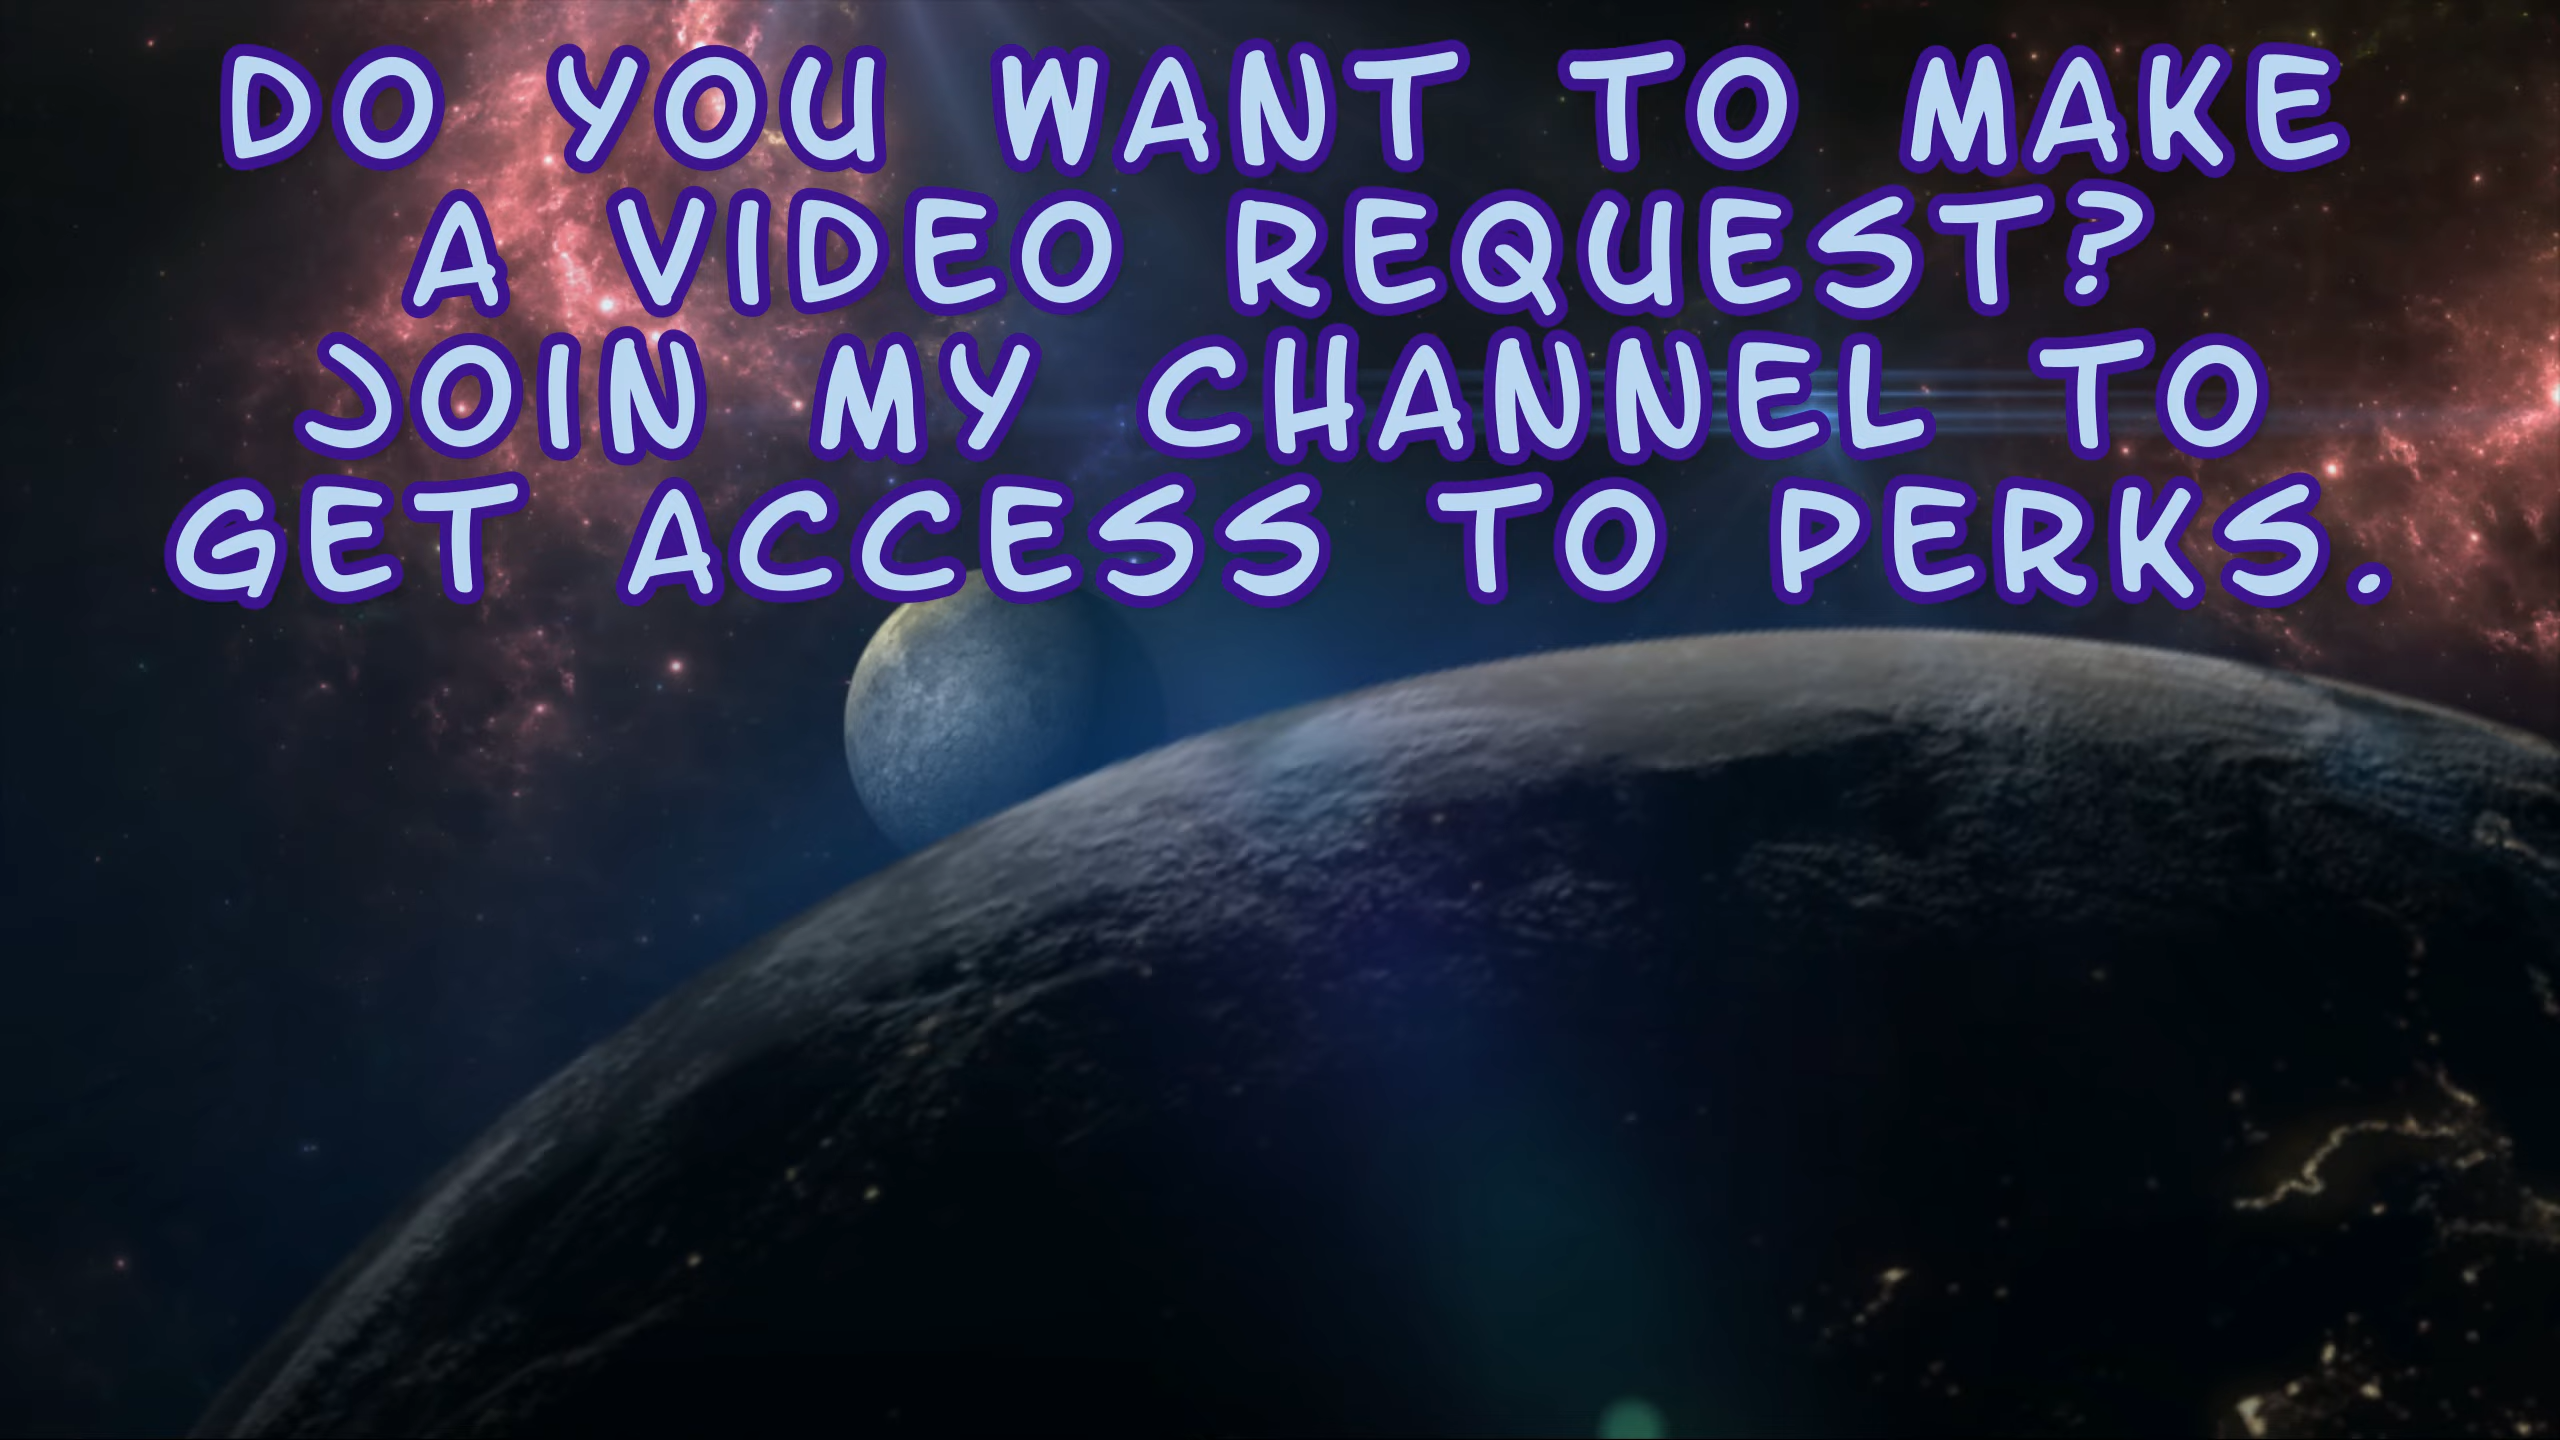 DO YOU WANT TO MAKE
A VIDEO REQUEST?
JOIN MY CHANNEL TO
GET ACCESS TO PERKS.